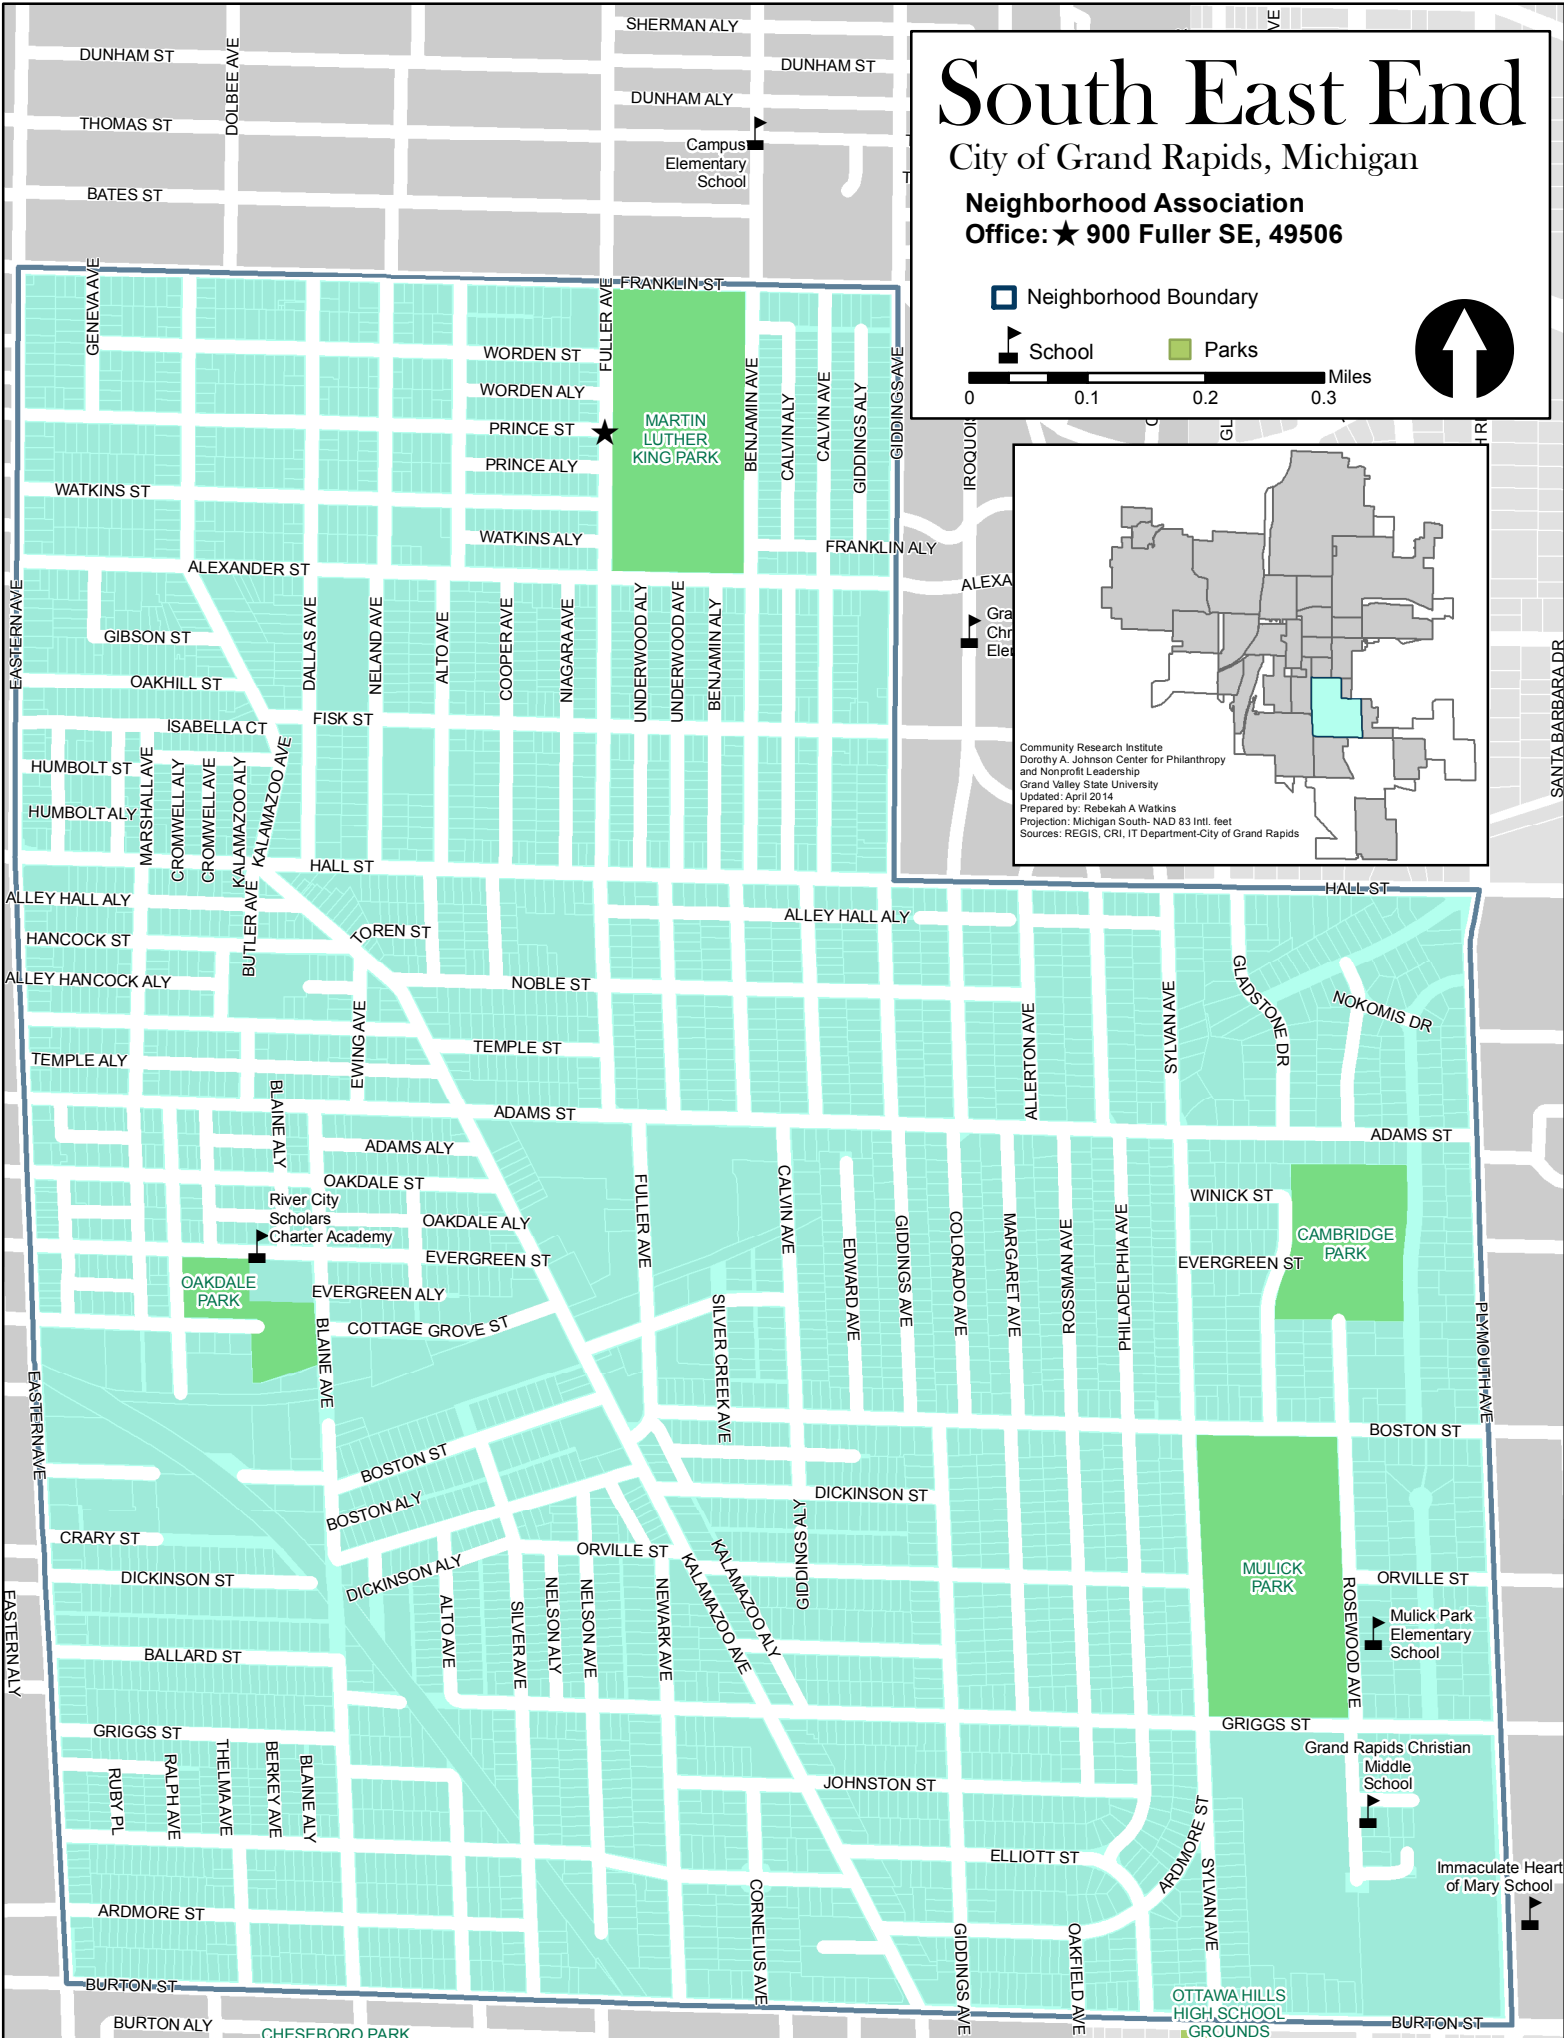 SHERMAN ALY
DUNHAM ST
DOLBEE AVE
DUNHAM ST
DUNHAM ALY
THOMAS ST
Campus
Elementary
School
BATES ST
VE
South East End
City of Grand Rapids, Michigan
Neighborhood Association
Office: ★ 900 Fuller SE, 49506
Neighborhood Boundary
School
Parks
Miles
0
0.1
0.2
0.3
GENEVA AVE
FULLER AVE
FRANKLIN ST
WORDEN ST
WORDEN ALY
PRINCE ST
PRINCE ALY
MARTIN
LUTHER
KING PARK
BENJAMIN AVE
CALVIN ALY
CALVIN AVE
GIDDINGS ALY
GIDDINGS AVE
IROQUOI
GL
WATKINS ST
WATKINS ALY
FRANKLIN ALY
ALEXANDER ST
ALEXA
EASTERN AVE
GIBSON ST
OAKHILL ST
DALLAS AVE
NELAND AVE
ALTO AVE
COOPER AVE
NIAGARA AVE
UNDERWOOD ALY
UNDERWOOD AVE
BENJAMIN ALY
Gra
Chr
Ele
SANTA BARBARA DR
ISABELLA CT
FISK ST
HUMBOLT ST
HUMBOLT ALY
MARSHALL AVE
CROMWELL ALY
CROMWELL AVE
KALAMAZOO ALY
KALAMAZOO AVE
Community Research Institute
Dorothy A. Johnson Center for Philanthropy
and Nonprofit Leadership
Grand Valley State University
Updated: April 2014
Prepared by: Rebekah A Watkins
Projection: Michigan South- NAD 83 Intl. feet
Sources: REGIS, CRI, IT Department-City of Grand Rapids
HALL ST
HALL ST
ALLEY HALL ALY
BUTLER AVE
ALLEY HALL ALY
HANCOCK ST
TOREN ST
ALLEY HANCOCK ALY
NOBLE ST
EWING AVE
ALLERTON AVE
SYLVAN AVE
GLADSTONE DR
NOKOMIS DR
TEMPLE ALY
TEMPLE ST
BLAINE ALY
ADAMS ST
ADAMS ST
ADAMS ALY
OAKDALE ST
River City
Scholars
Charter Academy
OAKDALE ALY
EVERGREEN ST
OAKDALE
PARK
EVERGREEN ALY
COTTAGE GROVE ST
BLAINE AVE
FULLER AVE
CALVIN AVE
EDWARD AVE
GIDDINGS AVE
COLORADO AVE
MARGARET AVE
ROSSMAN AVE
PHILADELPHIA AVE
WINICK ST
EVERGREEN ST
CAMBRIDGE
PARK
SILVER CREEK AVE
PLYMOUTH AVE
EASTERN AVE
BOSTON ST
BOSTON ST
BOSTON ALY
DICKINSON ST
GIDDINGS ALY
CRARY ST
DICKINSON ST
DICKINSON ALY
ORVILLE ST
KALAMAZOO AVE
KALAMAZOO ALY
MULICK
PARK
ORVILLE ST
ROSEWOOD AVE
Mulick Park
Elementary
School
EASTERN ALY
ALTO AVE
SILVER AVE
NELSON ALY
NELSON AVE
NEWARK AVE
BALLARD ST
GRIGGS ST
GRIGGS ST
Grand Rapids Christian
Middle
School
RUBY PL
RALPH AVE
THELMA AVE
BERKEY AVE
BLAINE ALY
JOHNSTON ST
ELLIOTT ST
ARDMORE ST
SYLVAN AVE
Immaculate Heart
of Mary School
ARDMORE ST
CORNELIUS AVE
GIDDINGS AVE
OAKFIELD AVE
BURTON ST
BURTON ALY
CHESEBORO PARK
OTTAWA HILLS
HIGH SCHOOL
GROUNDS
BURTON ST